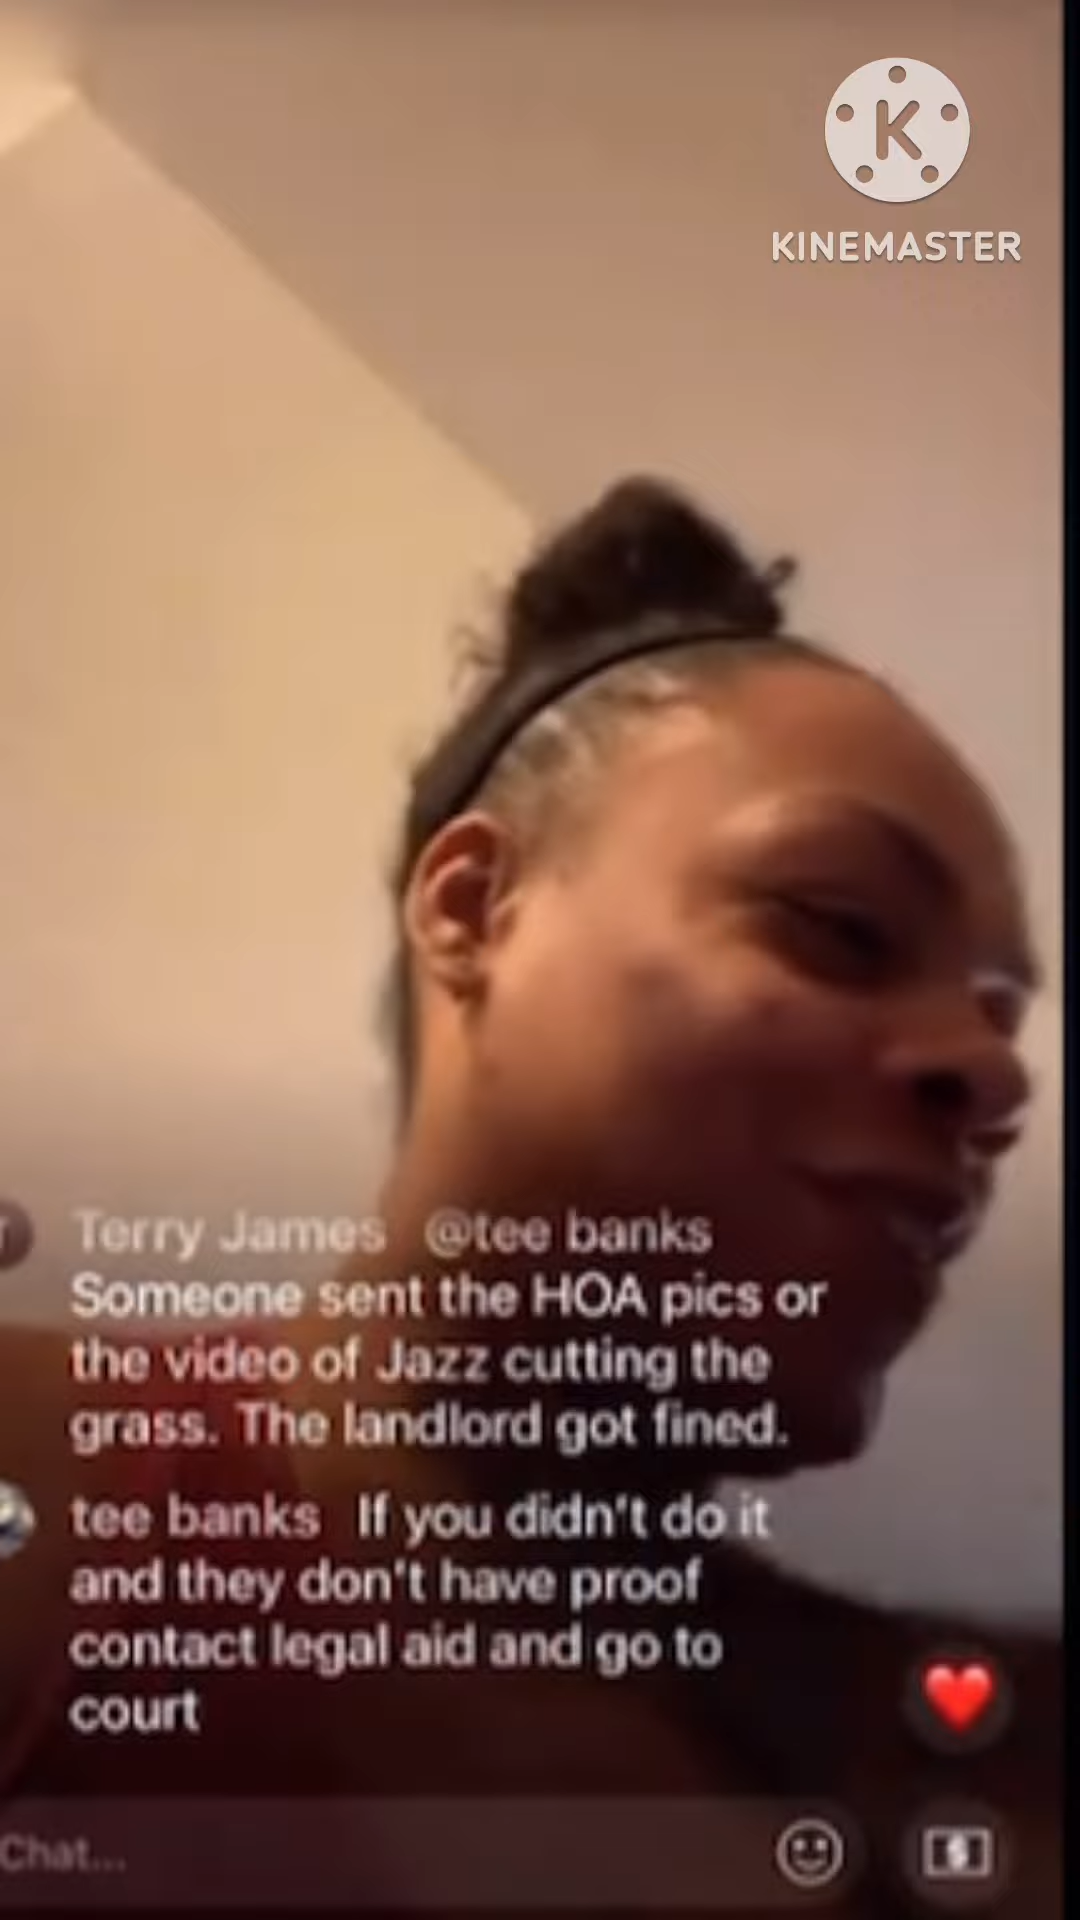 K
KINEMASTER
Terry James @tee banks
Someone sent the HOA pics or
the video of Jazz cutting the
grass. The landlord got fined.
tee banks If you didn't do it
and they don't have proof
contact legal aid and go to
court
Chat...